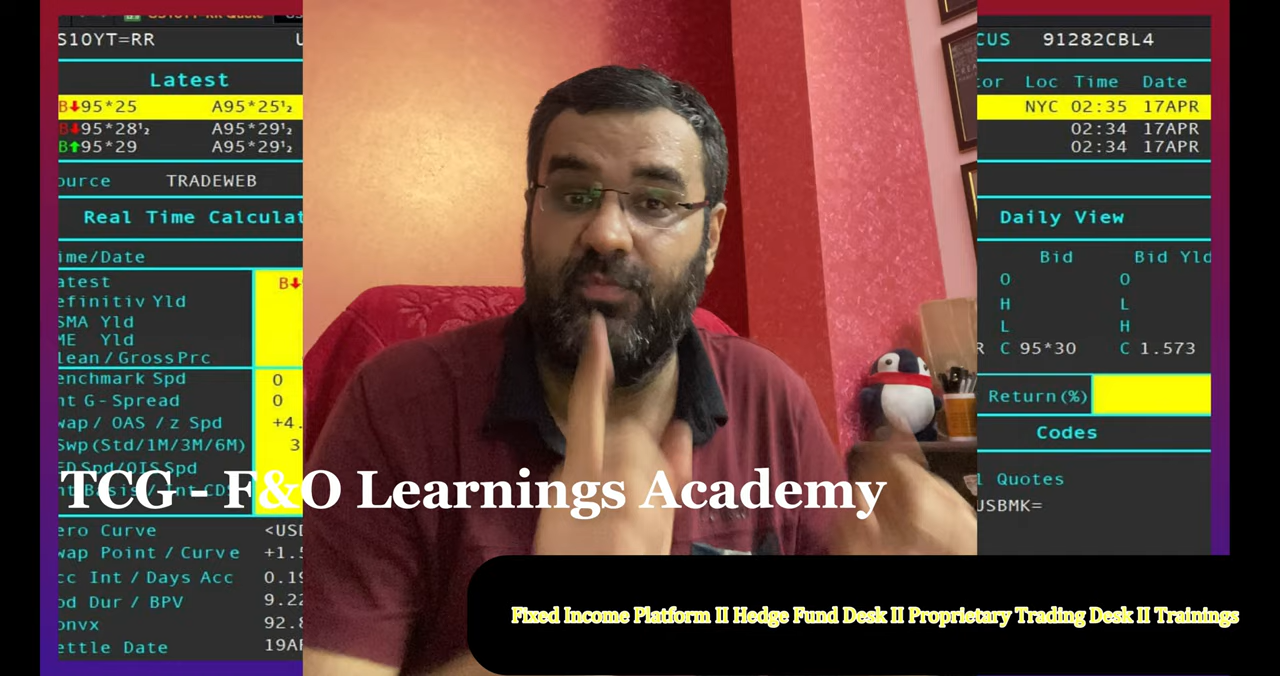 S10YT=RR
Latest
B↓95*25 A95*25½
B↓95*28½ A95*29½
B↑95*29 A95*29½
ource TRADEWEB
Real Time Calculat
ime/Date
atest B↓
efinitiv Yld
SMA Yld
ME Yld
lean/GrossPrc
enchmark Spd 0
nt G-Spread 0
wap/OAS/z Spd +4.
Swp(Std/1M/3M/6M) 3
ero Curve <USD
wap Point/Curve +1.5
cc Int/Days Acc 0.19
od Dur/BPV 9.22
onvx 92.8
ettle Date 19AP
CUS 91282CBL4
tor Loc Time Date
NYC 02:35 17APR
02:34 17APR
02:34 17APR
Daily View
Bid Bid Yld
O O
H L
L H
R C 95*30 C 1.573
Return(%)
Codes
l Quotes
USBMK=
TCG - F&O Learnings Academy
Fixed Income Platform II Hedge Fund Desk II Proprietary Trading Desk II Trainings